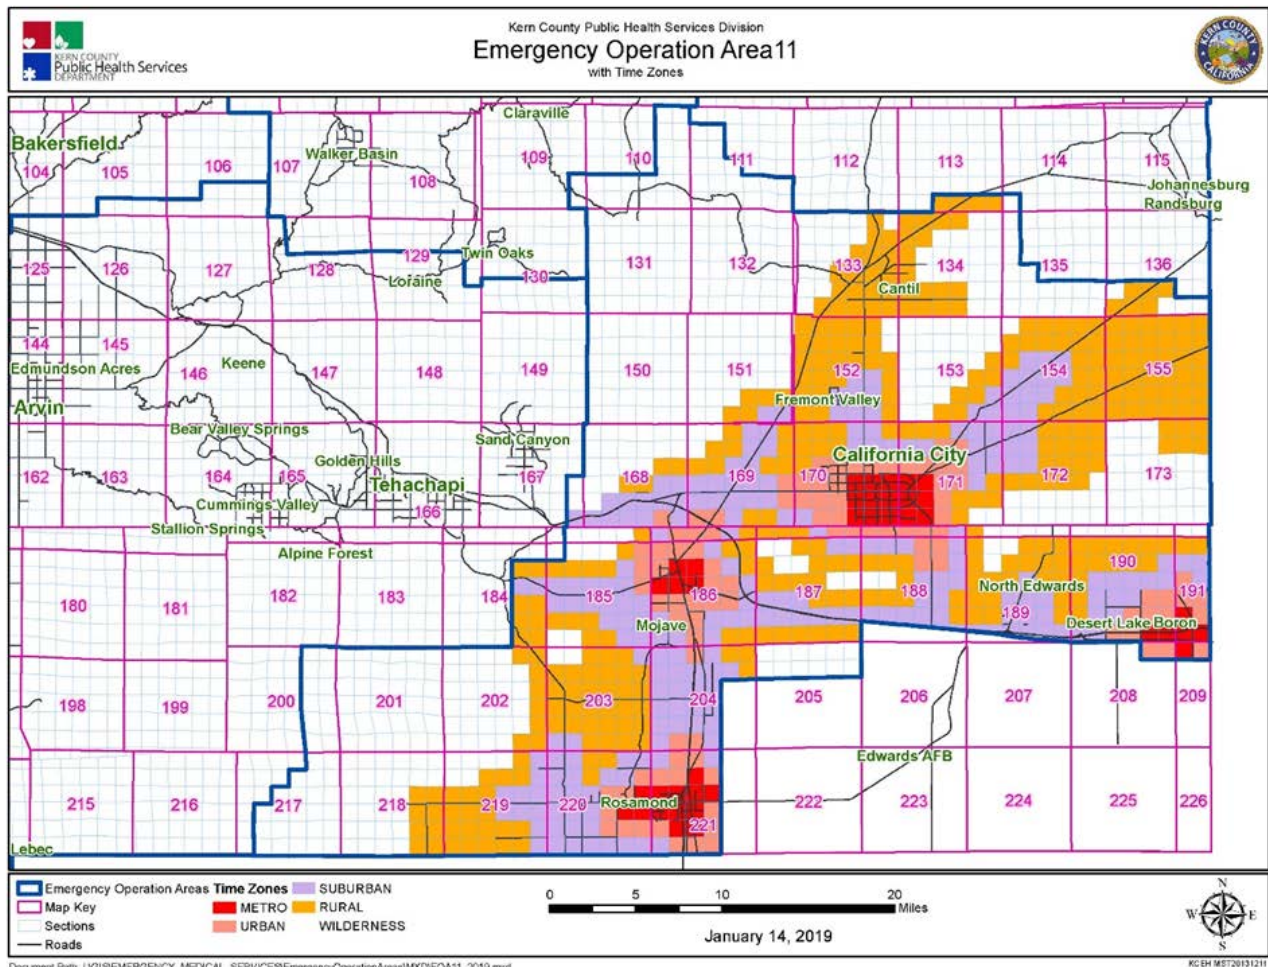 Kern County Public Health Services Division
Emergency Operation Area11
with Time Zones
KERN COUNTY
Public Health Services
DEPARTMENT
KERN COUNTY
CALIFORNIA
Claraville
Bakersfield
Walker Basin
104 105 106 107 108 109 110 111 112 113 114 115
Johannesburg
Randsburg
Twin Oaks
125 126 127 128 129 130 131 132 133 134 135 136
Loraine
Cantil
144 145 146 147 148 149 150 151 152 153 154 155
Edmundson Acres
Keene
Arvin
Fremont Valley
Bear Valley Springs
Sand Canyon
California City
Golden Hills
162 163 164 165 166 167 168 169 170 171 172 173
Tehachapi
Cummings Valley
Stallion Springs
Alpine Forest
180 181 182 183 184 185 186 187 188 189 190 191
North Edwards
Mojave
Desert Lake Boron
198 199 200 201 202 203 204 205 206 207 208 209
Edwards AFB
215 216 217 218 219 220 221 222 223 224 225 226
Rosamond
Lebec
Emergency Operation Areas
Map Key
Sections
Roads
Time Zones
METRO
URBAN
SUBURBAN
RURAL
WILDERNESS
0 5 10 20
Miles
January 14, 2019
N
W E
S
KCEH MST20131211